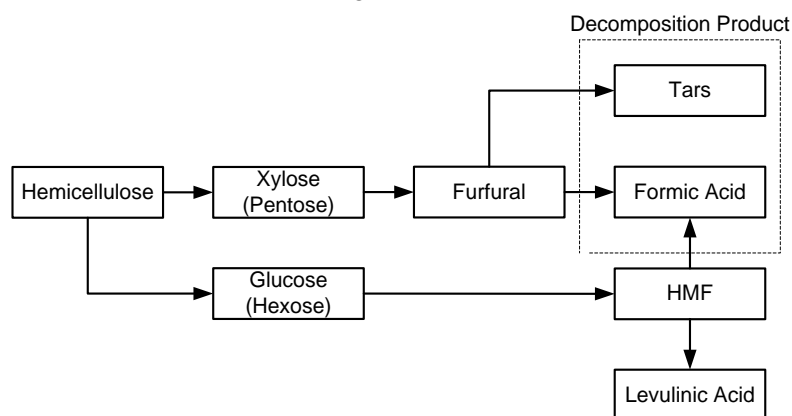 Decomposition Product
Tars
Hemicellulose
Xylose
(Pentose)
Furfural
Formic Acid
Glucose
(Hexose)
HMF
Levulinic Acid